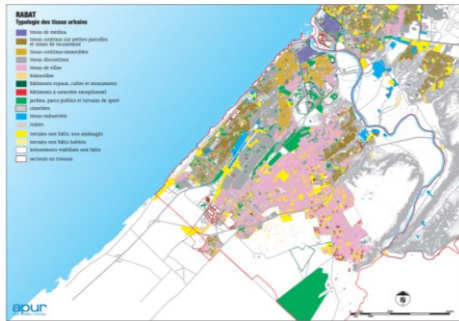 RABAT
Typologie des tissus urbains
tissus de médina
tissus continus sur petites parcelles
et zones de recasement
tissus continus-immeubles
tissus discontinus
tissus de villas
bidonvilles
bâtiments royaux, cultes et monuments
bâtiments à caractère exceptionnel
jardins, parcs publics et terrains de sport
cimetière
tissus industriels
terrains non bâtis, non aménagés
terrains non bâtis
lotissements viabilisés non bâtis
secteurs en travaux
apur
N